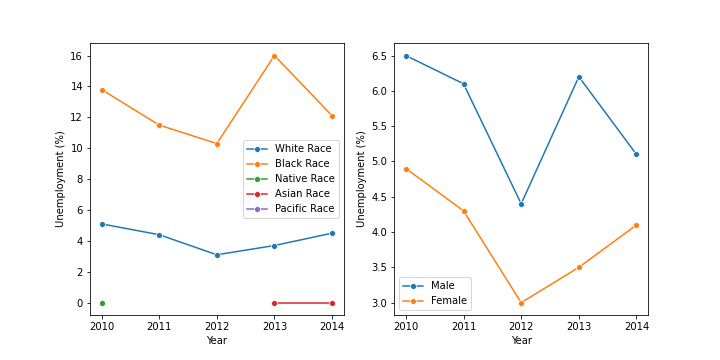 16
14
12
10
8
6
4
2
0
Unemployment (%)
White Race
Black Race
Native Race
Asian Race
Pacific Race
2010 2011 2012 2013 2014
Year
6.5
6.0
5.5
5.0
4.5
4.0
3.5
3.0
Unemployment (%)
Male
Female
2010 2011 2012 2013 2014
Year